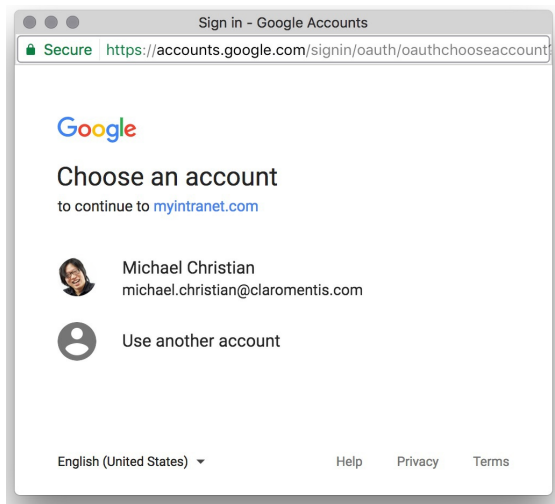 Sign in - Google Accounts
Secure https://accounts.google.com/signin/oauth/oauthchooseaccount?
Google
Choose an account
to continue to myintranet.com
Michael Christian
michael.christian@claromentis.com
Use another account
English (United States) Help Privacy Terms